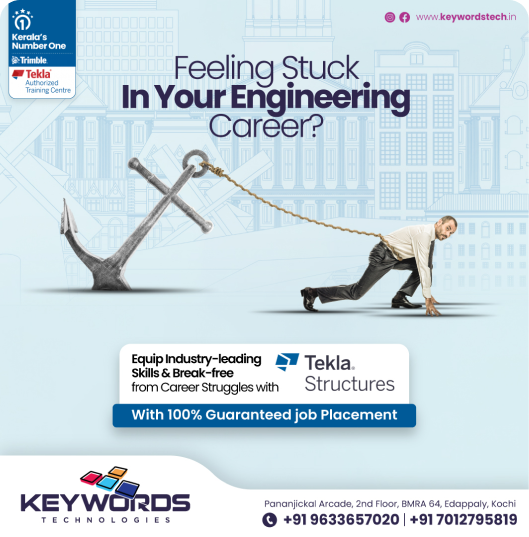 Kerala's
Number One
Trimble
Tekla®
Authorized
Training Centre
www.keywordstech.in
Feeling Stuck
In Your Engineering
Career?
Equip Industry-leading
Skills & Break-free
from Career Struggles with
Tekla®
Structures
With 100% Guaranteed job Placement
KEYWORDS
TECHNOLOGIES
Pananjickal Arcade, 2nd Floor, BMRA 64, Edappaly, Kochi
+91 9633657020 | +91 7012795819